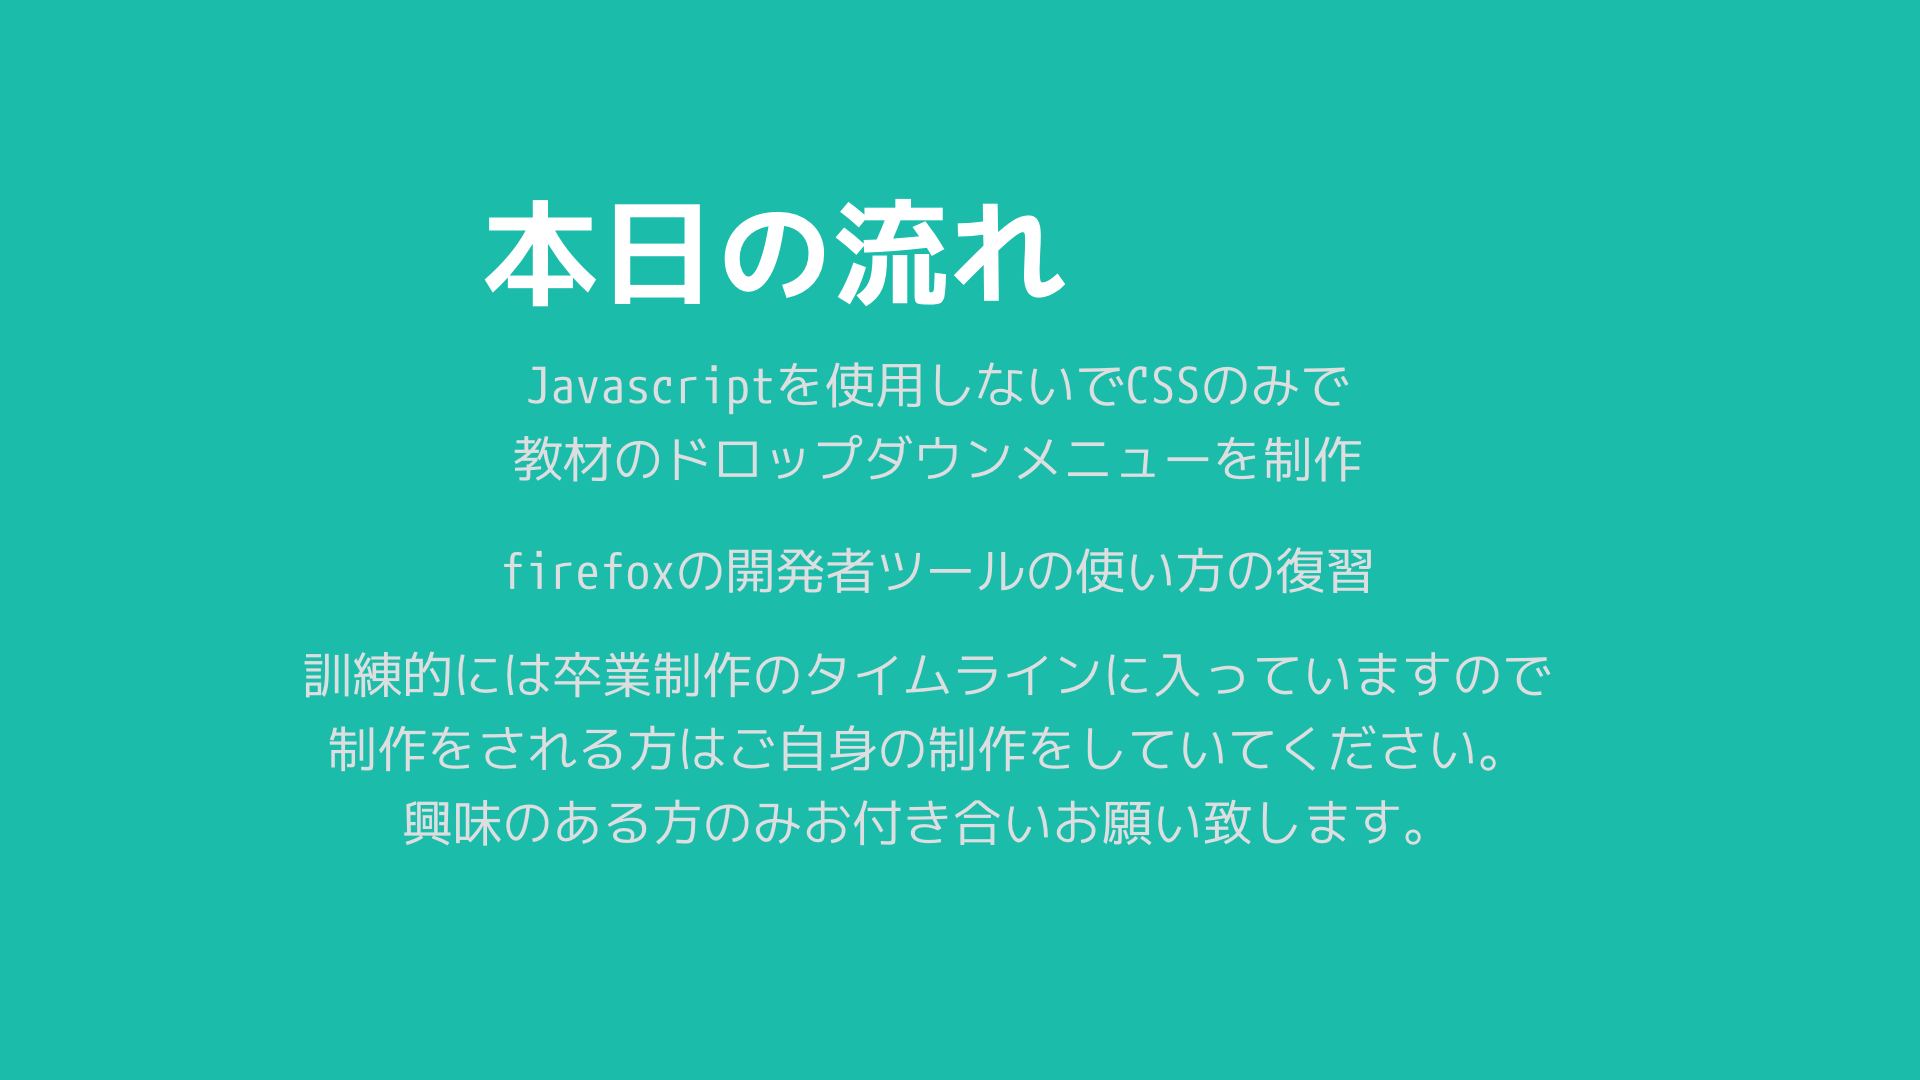 本日の流れ
Javascriptを使用しないでCSSのみで
教材のドロップダウンメニューを制作
firefoxの開発者ツールの使い方の復習
訓練的には卒業制作のタイムラインに入っていますので
制作をされる方はご自身の制作をしていてください。
興味のある方のみお付き合いお願い致します。